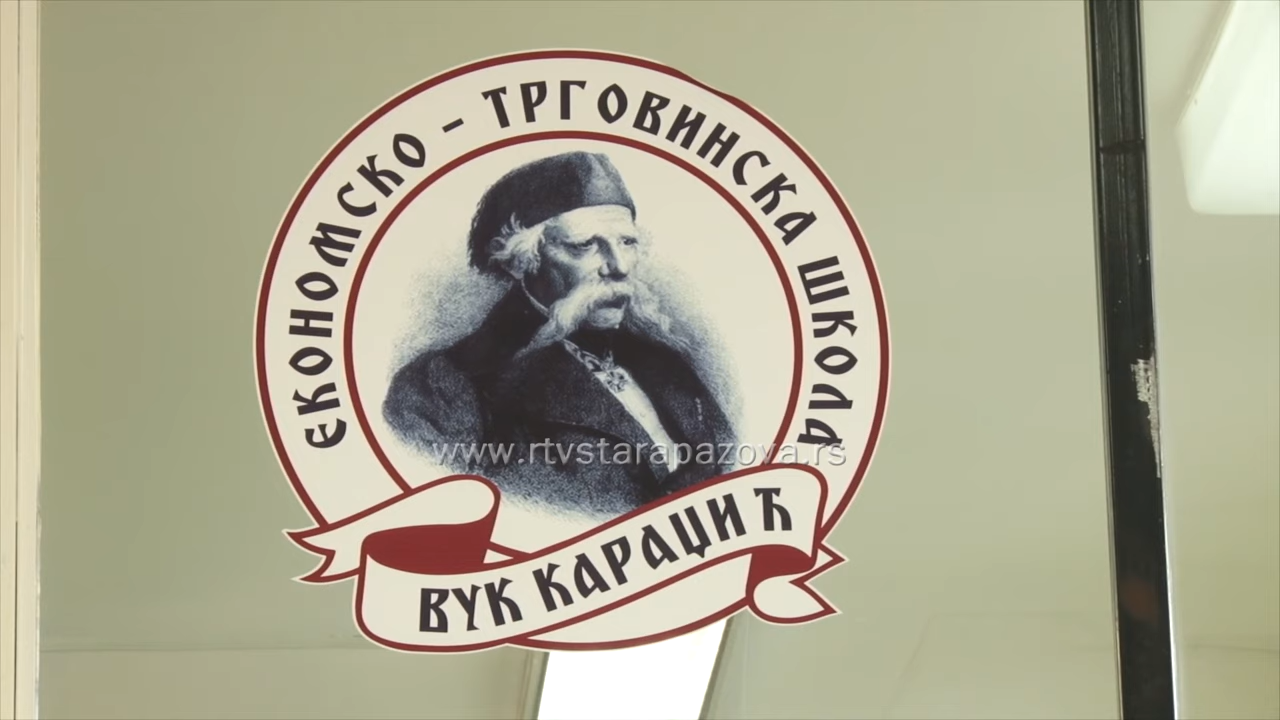 ЕКОНОМСКО - ТРГОВИНСКА ШКОЛА
ВУК КАРАЏИЋ
www.rtvstarapazova.rs